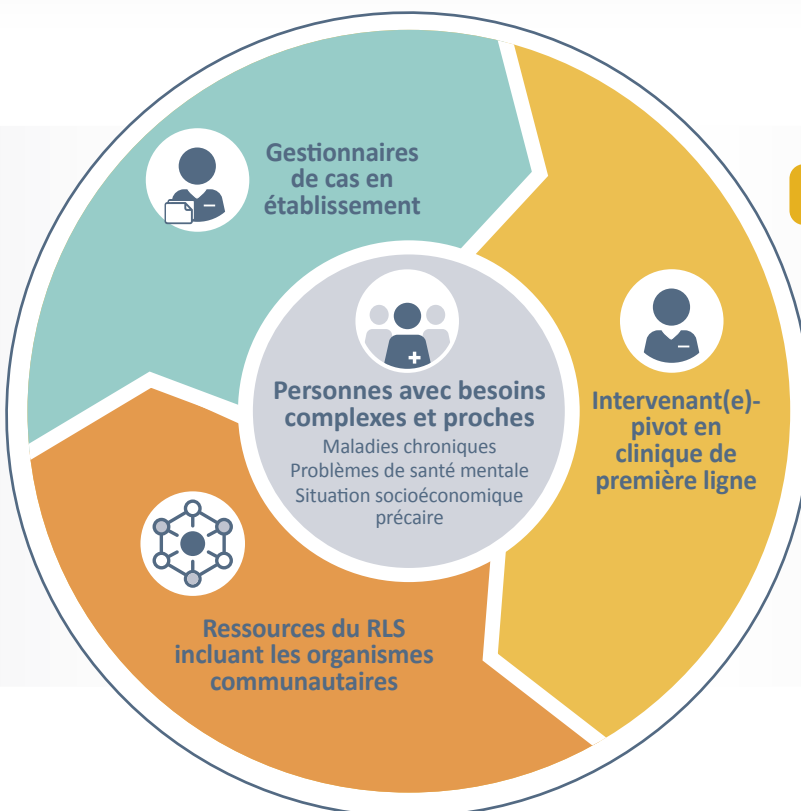 Gestionnaires
de cas en
établissement
Personnes avec besoins
complexes et proches
Maladies chroniques
Problèmes de santé mentale
Situation socioéconomique
précaire
Intervenant(e)-
pivot en
clinique de
première ligne
Ressources du RLS
incluant les organismes
communautaires